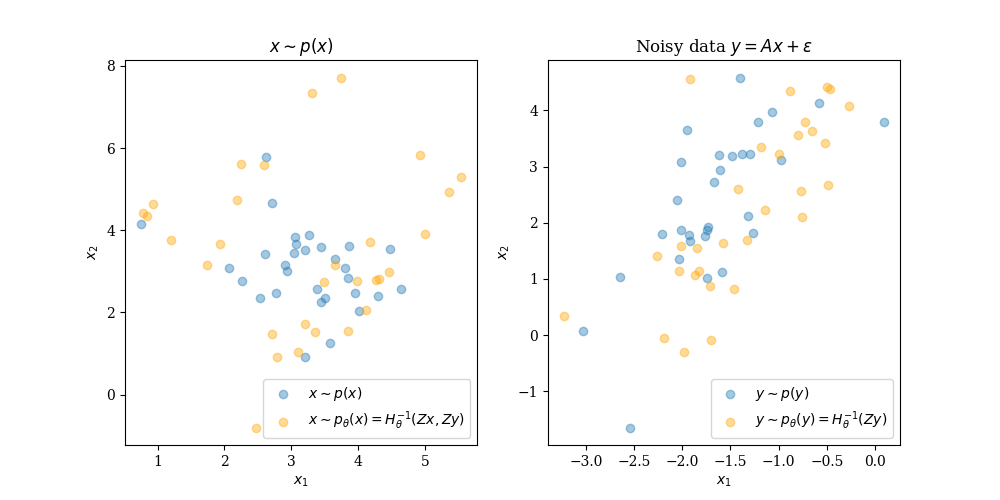 x ∼ p(x)
8
6
4
2
0
x₂
1 2 3 4 5
x₁
x ∼ p(x)
x ∼ p_θ(x) = H_θ^{-1}(Zx, Zy)
Noisy data y = Ax + ε
4
3
2
1
0
−1
x₂
−3.0 −2.5 −2.0 −1.5 −1.0 −0.5 0.0
x₁
y ∼ p(y)
y ∼ p_θ(y) = H_θ^{-1}(Zy)